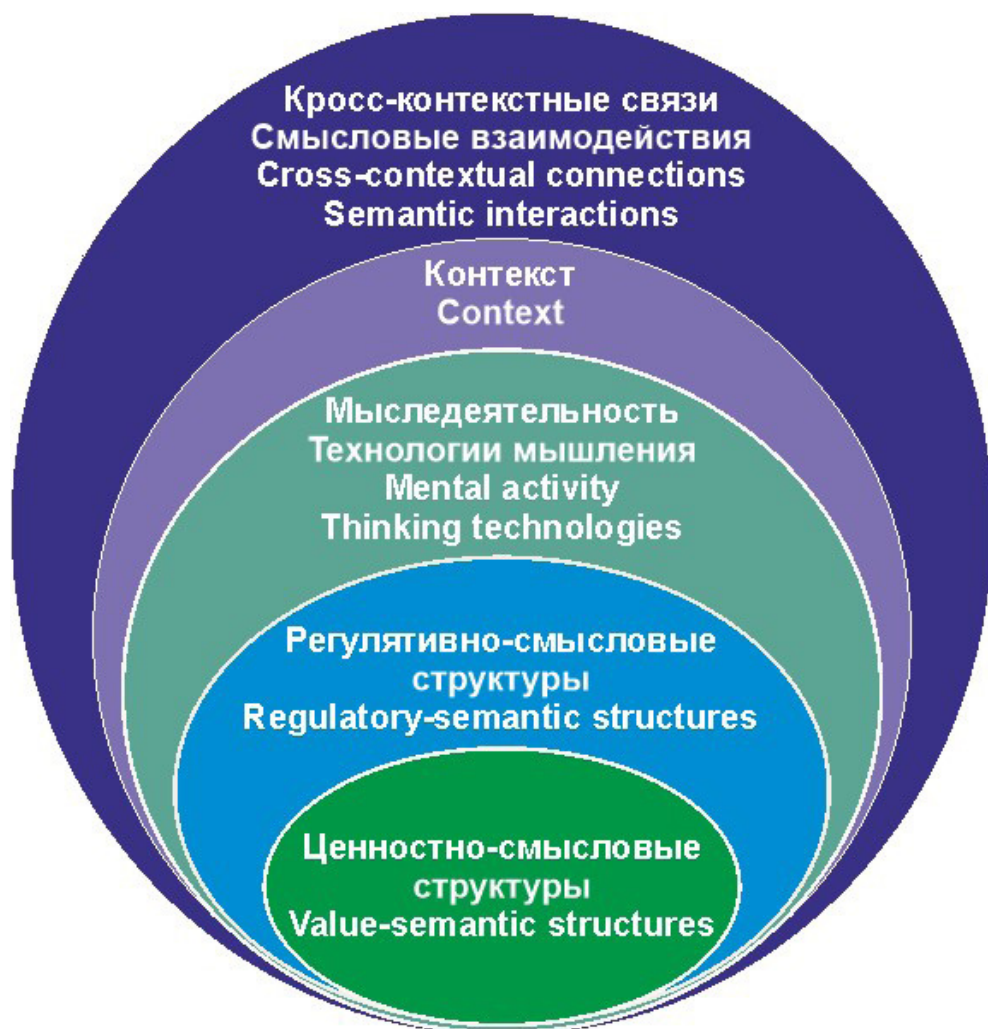 Кросс-контекстные связи
Смысловые взаимодействия
Cross-contextual connections
Semantic interactions
Контекст
Context
Мыследеятельность
Технологии мышления
Mental activity
Thinking technologies
Регулятивно-смысловые
структуры
Regulatory-semantic structures
Ценностно-смысловые
структуры
Value-semantic structures